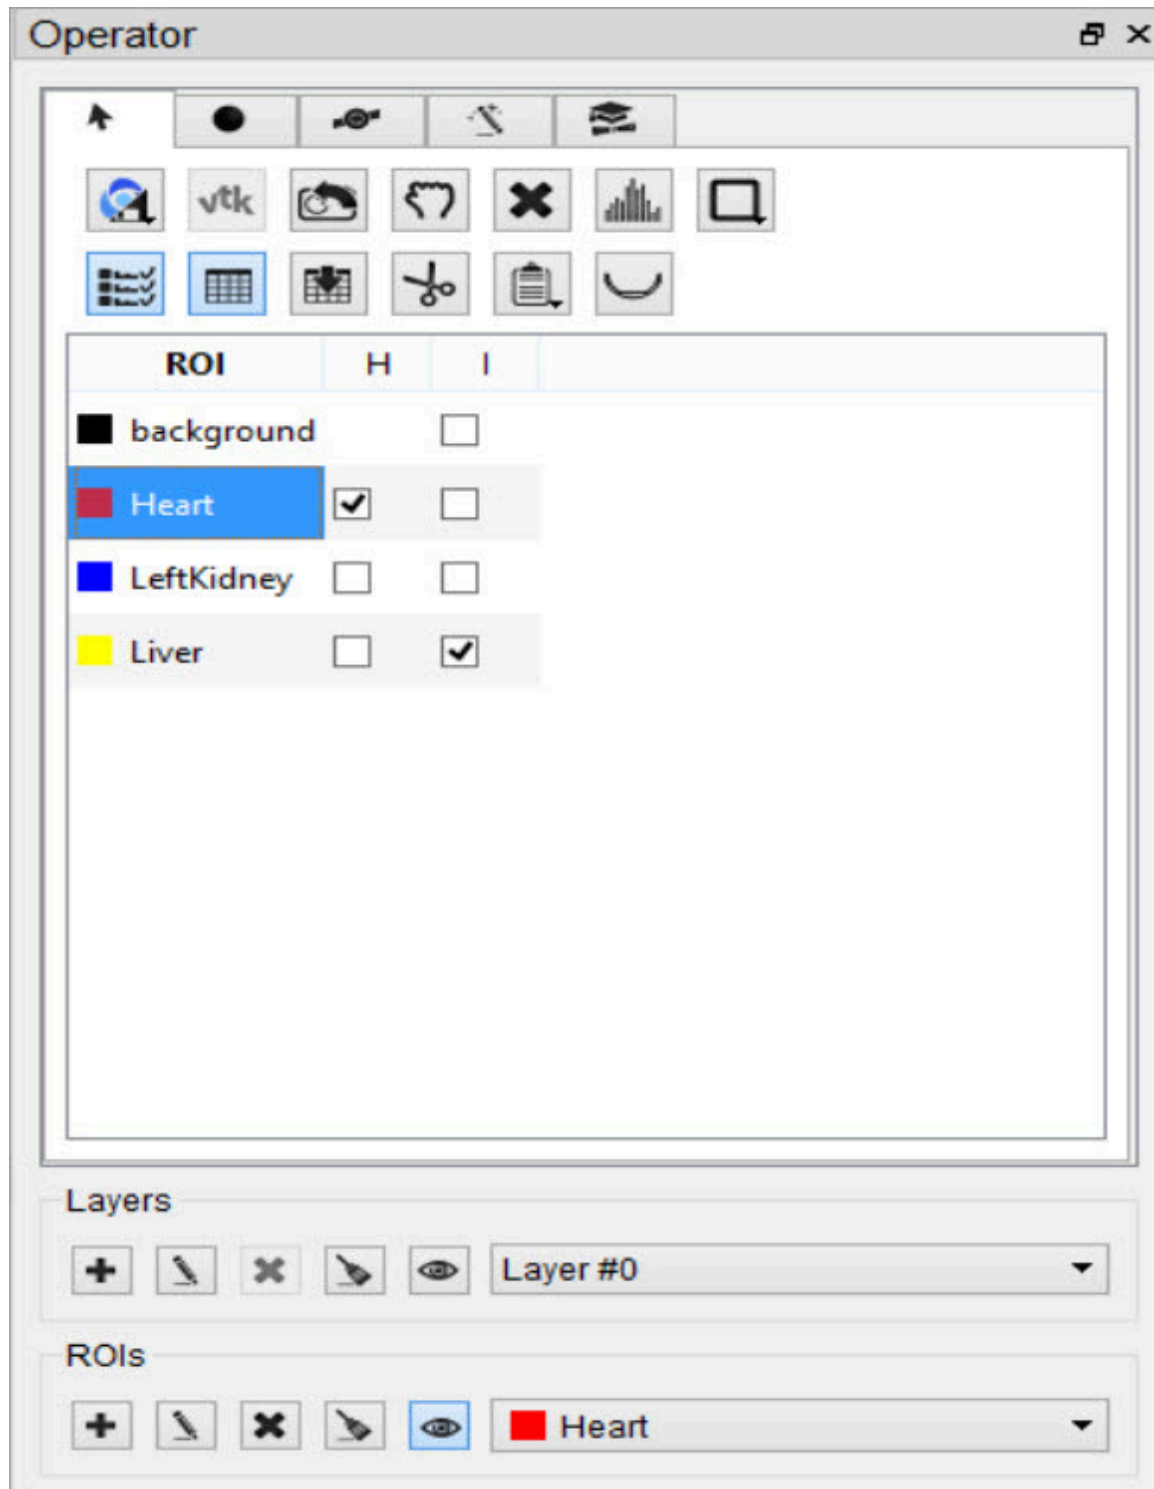 Operator
vtk
ROI H I
background
Heart
LeftKidney
Liver
Layers
Layer #0
ROIs
Heart